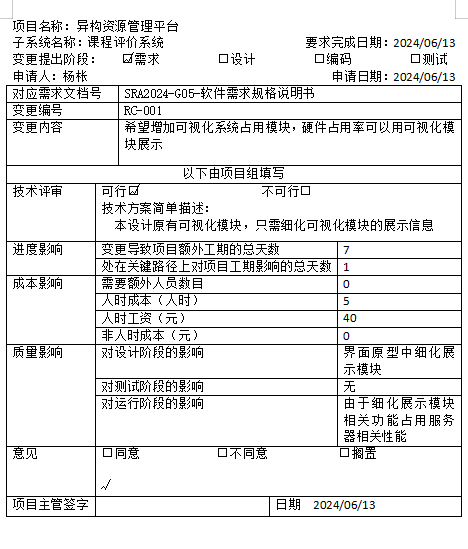 项目名称：异构资源管理平台
子系统名称：课程评价系统 要求完成日期：2024/06/13
变更提出阶段： ☑需求 □设计 □编码 □测试
申请人：杨枨 申请日期：2024/06/13
对应需求文档号 SRA2024-G05-软件需求规格说明书
变更编号 RC-001
变更内容 希望增加可视化系统占用模块，硬件占用率可以用可视化模
块展示
以下由项目组填写
技术评审 可行☑ 不可行□
技术方案简单描述：
本设计原有可视化模块，只需细化可视化模块的展示信息
进度影响 变更导致项目额外工期的总天数 7
处在关键路径上对项目工期影响的总天数 1
成本影响 需要额外人员数目 0
人时成本（人时） 5
人时工资（元） 40
非人时成本（元） 0
质量影响 对设计阶段的影响 界面原型中细化展
示模块
对测试阶段的影响 无
对运行阶段的影响 由于细化展示模块
相关功能占用服务
器相关性能
意见 □同意 □不同意 □搁置
√
项目主管签字 日期 2024/06/13